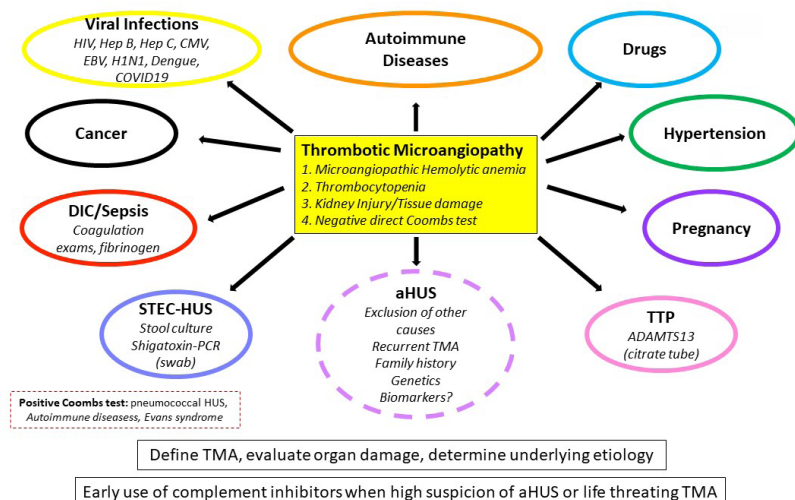 Viral Infections
HIV, Hep B, Hep C, CMV,
EBV, H1N1, Dengue,
COVID19
Autoimmune
Diseases
Drugs
Cancer
Thrombotic Microangiopathy
1. Microangiopathic Hemolytic anemia
2. Thrombocytopenia
3. Kidney Injury/Tissue damage
4. Negative direct Coombs test
Hypertension
DIC/Sepsis
Coagulation
exams, fibrinogen
Pregnancy
STEC-HUS
Stool culture
Shigatoxin-PCR
(swab)
aHUS
Exclusion of other
causes
Recurrent TMA
Family history
Genetics
Biomarkers?
TTP
ADAMTS13
(citrate tube)
Positive Coombs test: pneumococcal HUS,
Autoimmune diseasess, Evans syndrome
Define TMA, evaluate organ damage, determine underlying etiology
Early use of complement inhibitors when high suspicion of aHUS or life threating TMA